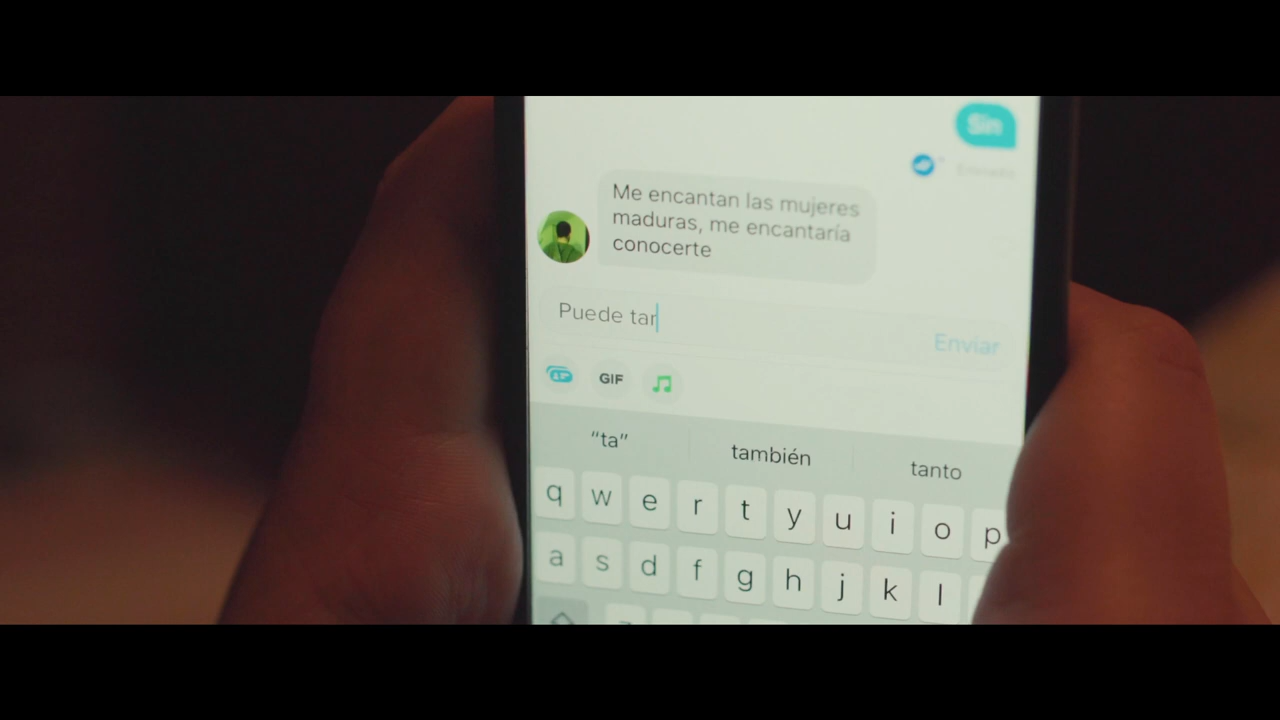 Sin
Me encantan las mujeres
maduras, me encantaría
conocerte
Puede tar
Enviar
GIF
“ta” también tanto
q w e r t y u i o p
a s d f g h j k l